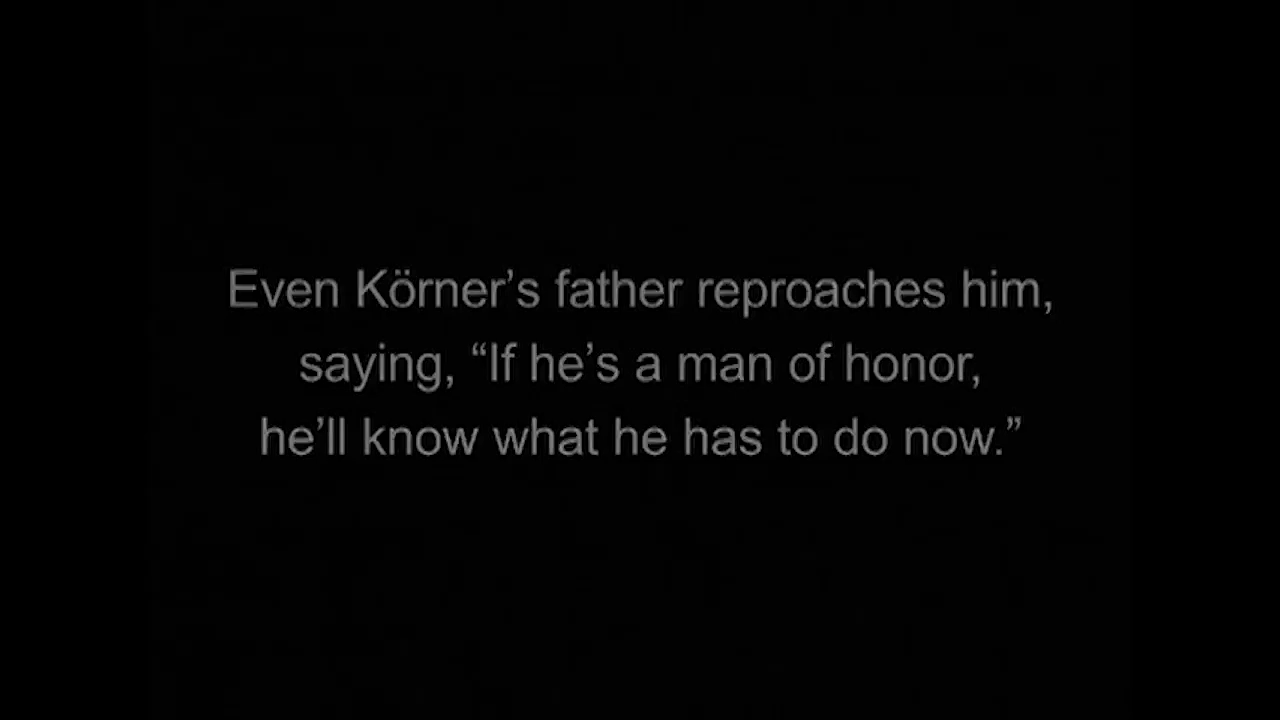 Even Körner’s father reproaches him,
saying, “If he’s a man of honor,
he’ll know what he has to do now.”